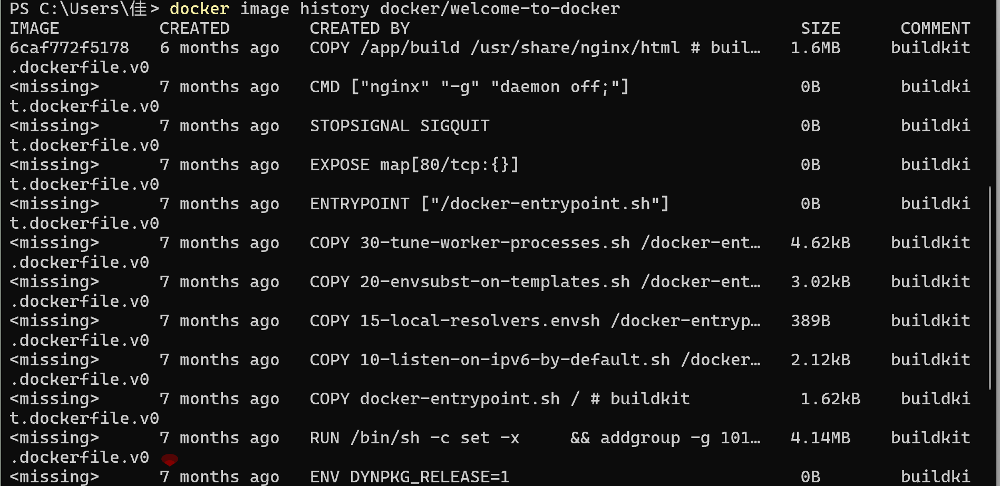 PS C:\Users\佳> docker image history docker/welcome-to-docker
IMAGE          CREATED        CREATED BY                                      SIZE      COMMENT
6caf772f5178   6 months ago   COPY /app/build /usr/share/nginx/html # buil…   1.6MB     buildkit
.dockerfile.v0
<missing>      7 months ago   CMD ["nginx" "-g" "daemon off;"]                 0B        buildki
t.dockerfile.v0
<missing>      7 months ago   STOPSIGNAL SIGQUIT                               0B        buildki
t.dockerfile.v0
<missing>      7 months ago   EXPOSE map[80/tcp:{}]                            0B        buildki
t.dockerfile.v0
<missing>      7 months ago   ENTRYPOINT ["/docker-entrypoint.sh"]             0B        buildki
t.dockerfile.v0
<missing>      7 months ago   COPY 30-tune-worker-processes.sh /docker-ent…   4.62kB    buildkit
.dockerfile.v0
<missing>      7 months ago   COPY 20-envsubst-on-templates.sh /docker-ent…   3.02kB    buildkit
.dockerfile.v0
<missing>      7 months ago   COPY 15-local-resolvers.envsh /docker-entryp…   389B      buildkit
.dockerfile.v0
<missing>      7 months ago   COPY 10-listen-on-ipv6-by-default.sh /docker…   2.12kB    buildkit
.dockerfile.v0
<missing>      7 months ago   COPY docker-entrypoint.sh / # buildkit           1.62kB    buildki
t.dockerfile.v0
<missing>      7 months ago   RUN /bin/sh -c set -x     && addgroup -g 101…   4.14MB    buildkit
.dockerfile.v0
<missing>      7 months ago   ENV DYNPKG_RELEASE=1                             0B        buildki